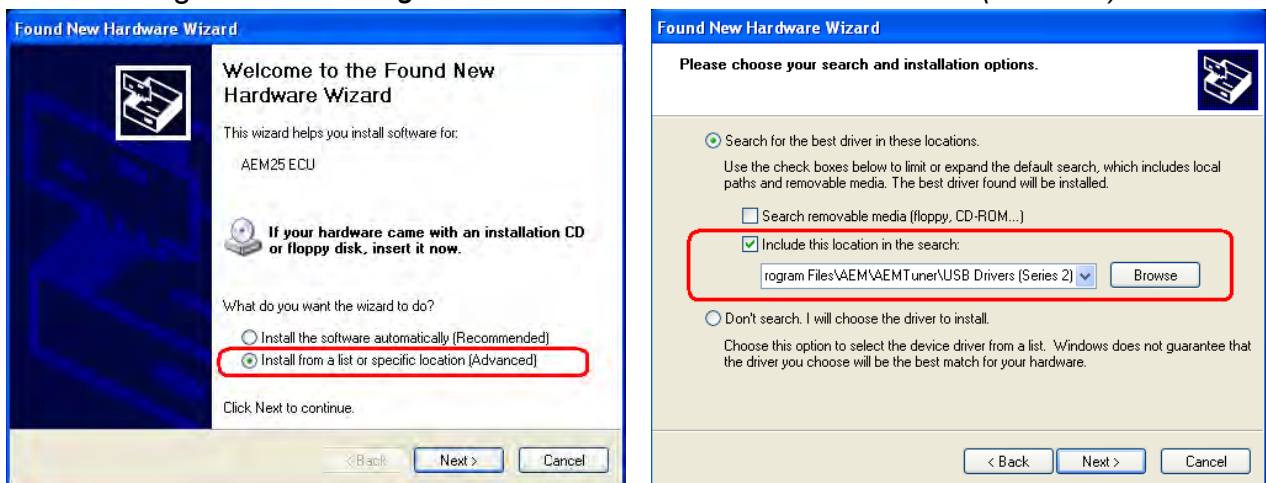 Found New Hardware Wizard
Welcome to the Found New
Hardware Wizard
This wizard helps you install software for:
AEM25 ECU
If your hardware came with an installation CD
or floppy disk, insert it now.
What do you want the wizard to do?
Install the software automatically (Recommended)
Install from a list or specific location (Advanced)
Click Next to continue.
< Back
Next >
Cancel
Found New Hardware Wizard
Please choose your search and installation options.
Search for the best driver in these locations.
Use the check boxes below to limit or expand the default search, which includes local
paths and removable media. The best driver found will be installed.
Search removable media (floppy, CD-ROM...)
Include this location in the search:
rogram Files\AEM\AEMTuner\USB Drivers (Series 2)
Browse
Don't search. I will choose the driver to install.
Choose this option to select the device driver from a list. Windows does not guarantee that
the driver you choose will be the best match for your hardware.
< Back
Next >
Cancel